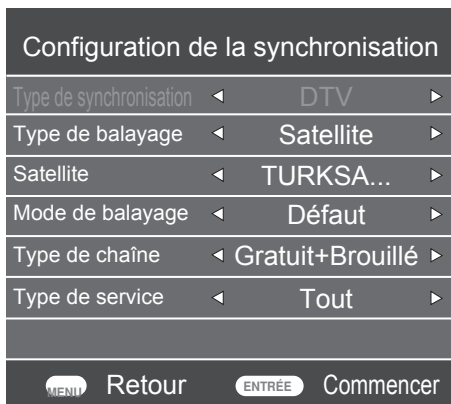 Configuration de la synchronisation
Type de synchronisation DTV
Type de balayage Satellite
Satellite TURKSA...
Mode de balayage Défaut
Type de chaîne Gratuit+Brouillé
Type de service Tout
MENU Retour ENTRÉE Commencer